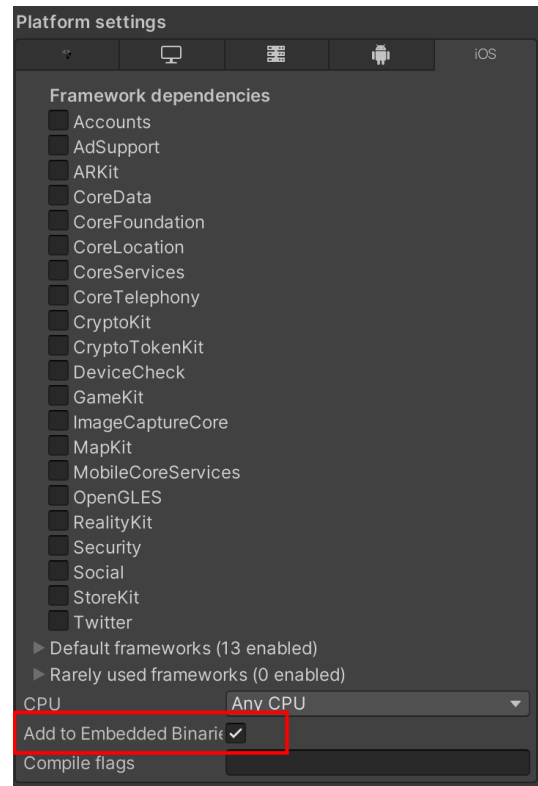 Platform settings
iOS
Framework dependencies
Accounts
AdSupport
ARKit
CoreData
CoreFoundation
CoreLocation
CoreServices
CoreTelephony
CryptoKit
CryptoTokenKit
DeviceCheck
GameKit
ImageCaptureCore
MapKit
MobileCoreServices
OpenGLES
RealityKit
Security
Social
StoreKit
Twitter
Default frameworks (13 enabled)
Rarely used frameworks (0 enabled)
CPU Any CPU
Add to Embedded Binarie
Compile flags